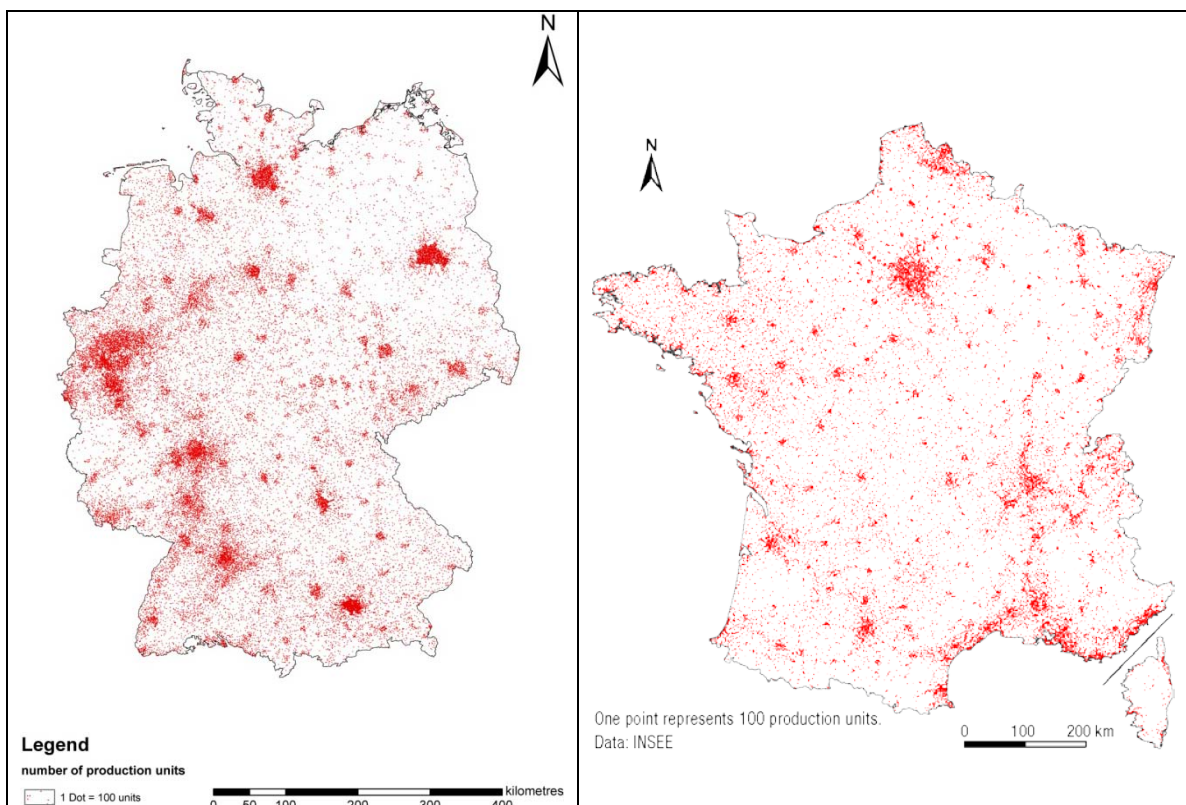 N
Legend
number of production units
1 Dot = 100 units
kilometres
0 50 100 200 300 400
N
One point represents 100 production units.
Data: INSEE
0 100 200 km